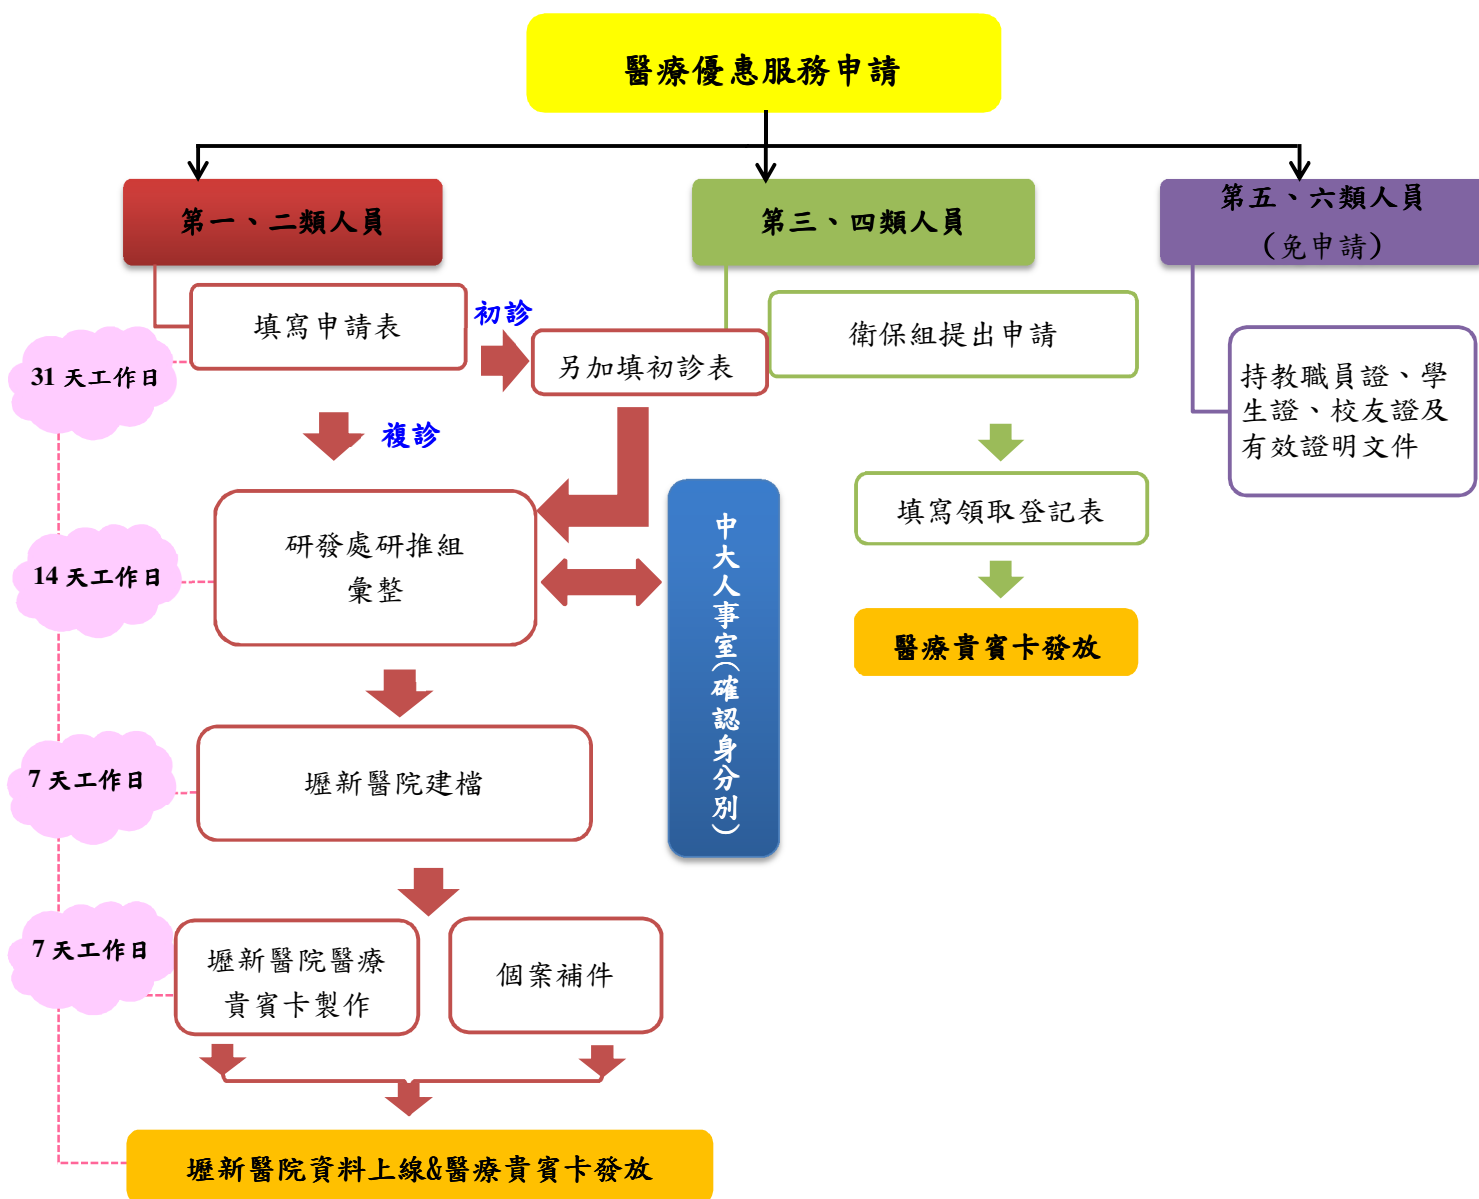 醫療優惠服務申請
第一、二類人員
第三、四類人員
第五、六類人員
（免申請）
填寫申請表
初診
另加填初診表
衛保組提出申請
持教職員證、學
生證、校友證及
有效證明文件
31 天工作日
複診
填寫領取登記表
研發處研推組
彙整
14 天工作日
中大人事室(確認身分別)
醫療貴賓卡發放
壢新醫院建檔
7 天工作日
7 天工作日
壢新醫院醫療
貴賓卡製作
個案補件
壢新醫院資料上線&醫療貴賓卡發放